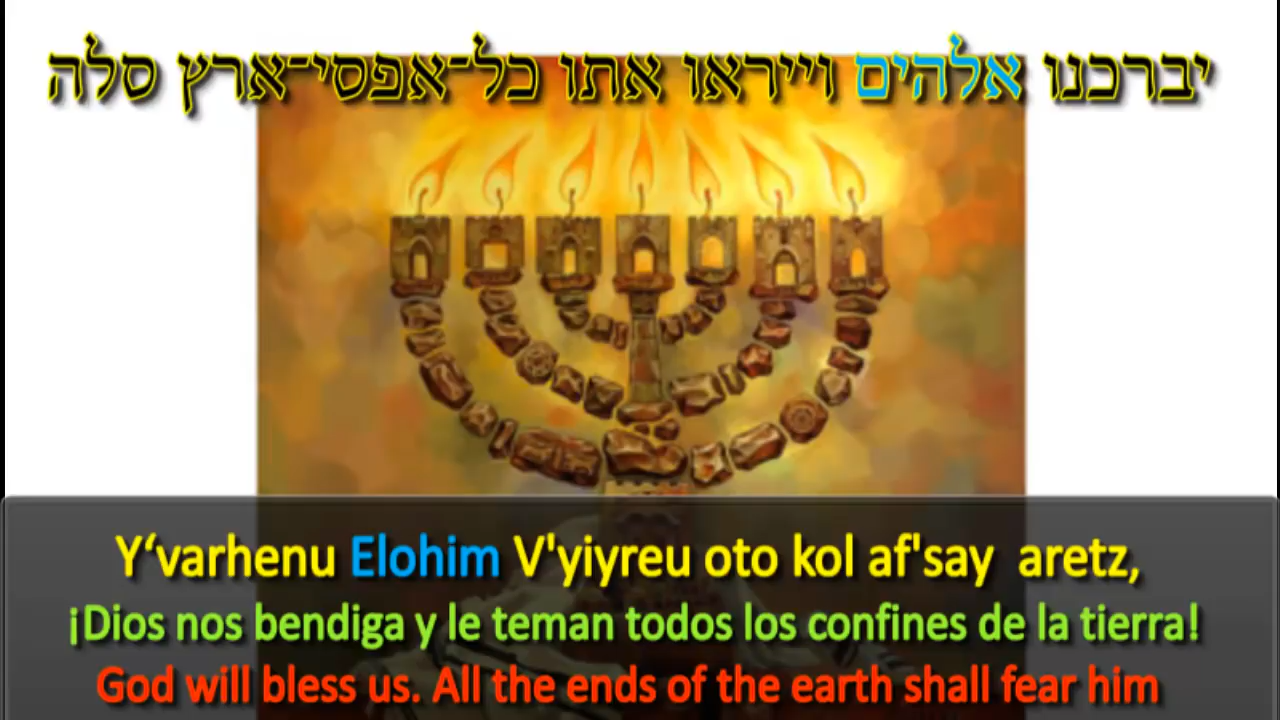 יברכנו אלהים וייראו אתו כל־אפסי־ארץ סלה
Y‘varhenu Elohim V'yiyreu oto kol af'say aretz,
¡Dios nos bendiga y le teman todos los confines de la tierra!
God will bless us. All the ends of the earth shall fear him